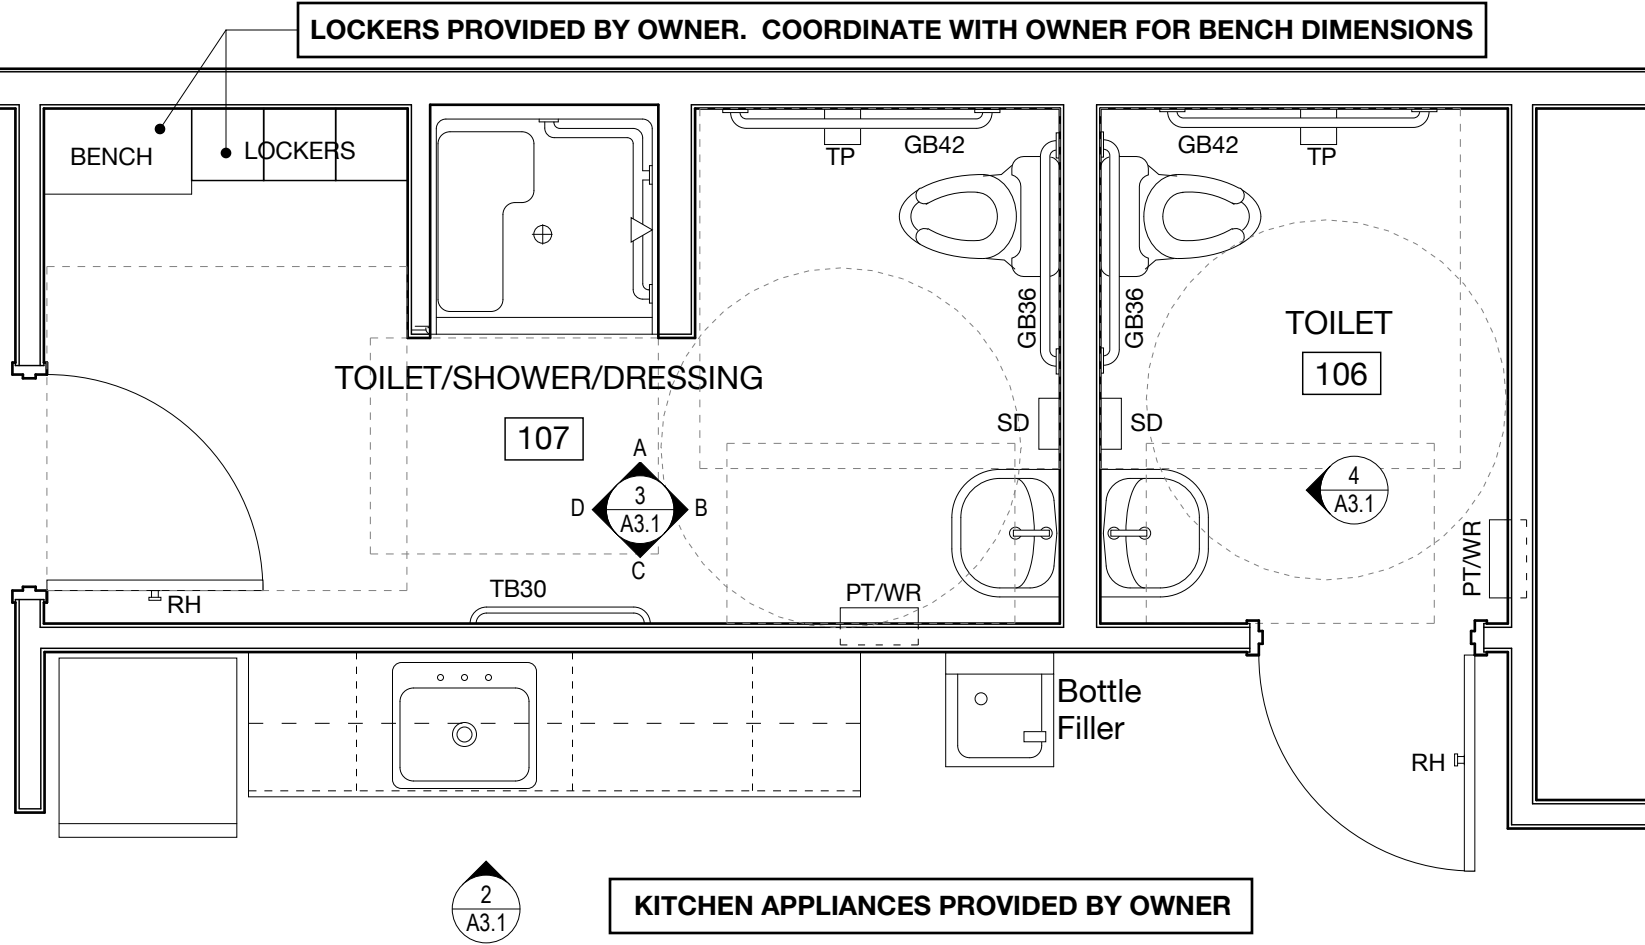 LOCKERS PROVIDED BY OWNER.  COORDINATE WITH OWNER FOR BENCH DIMENSIONS
BENCH
LOCKERS
TP
GB42
GB42
TP
GB36
GB36
TOILET
106
TOILET/SHOWER/DRESSING
107
SD
SD
A
3
A3.1
D
B
C
4
A3.1
PT/WR
RH
TB30
PT/WR
Bottle
Filler
RH
2
A3.1
KITCHEN APPLIANCES PROVIDED BY OWNER